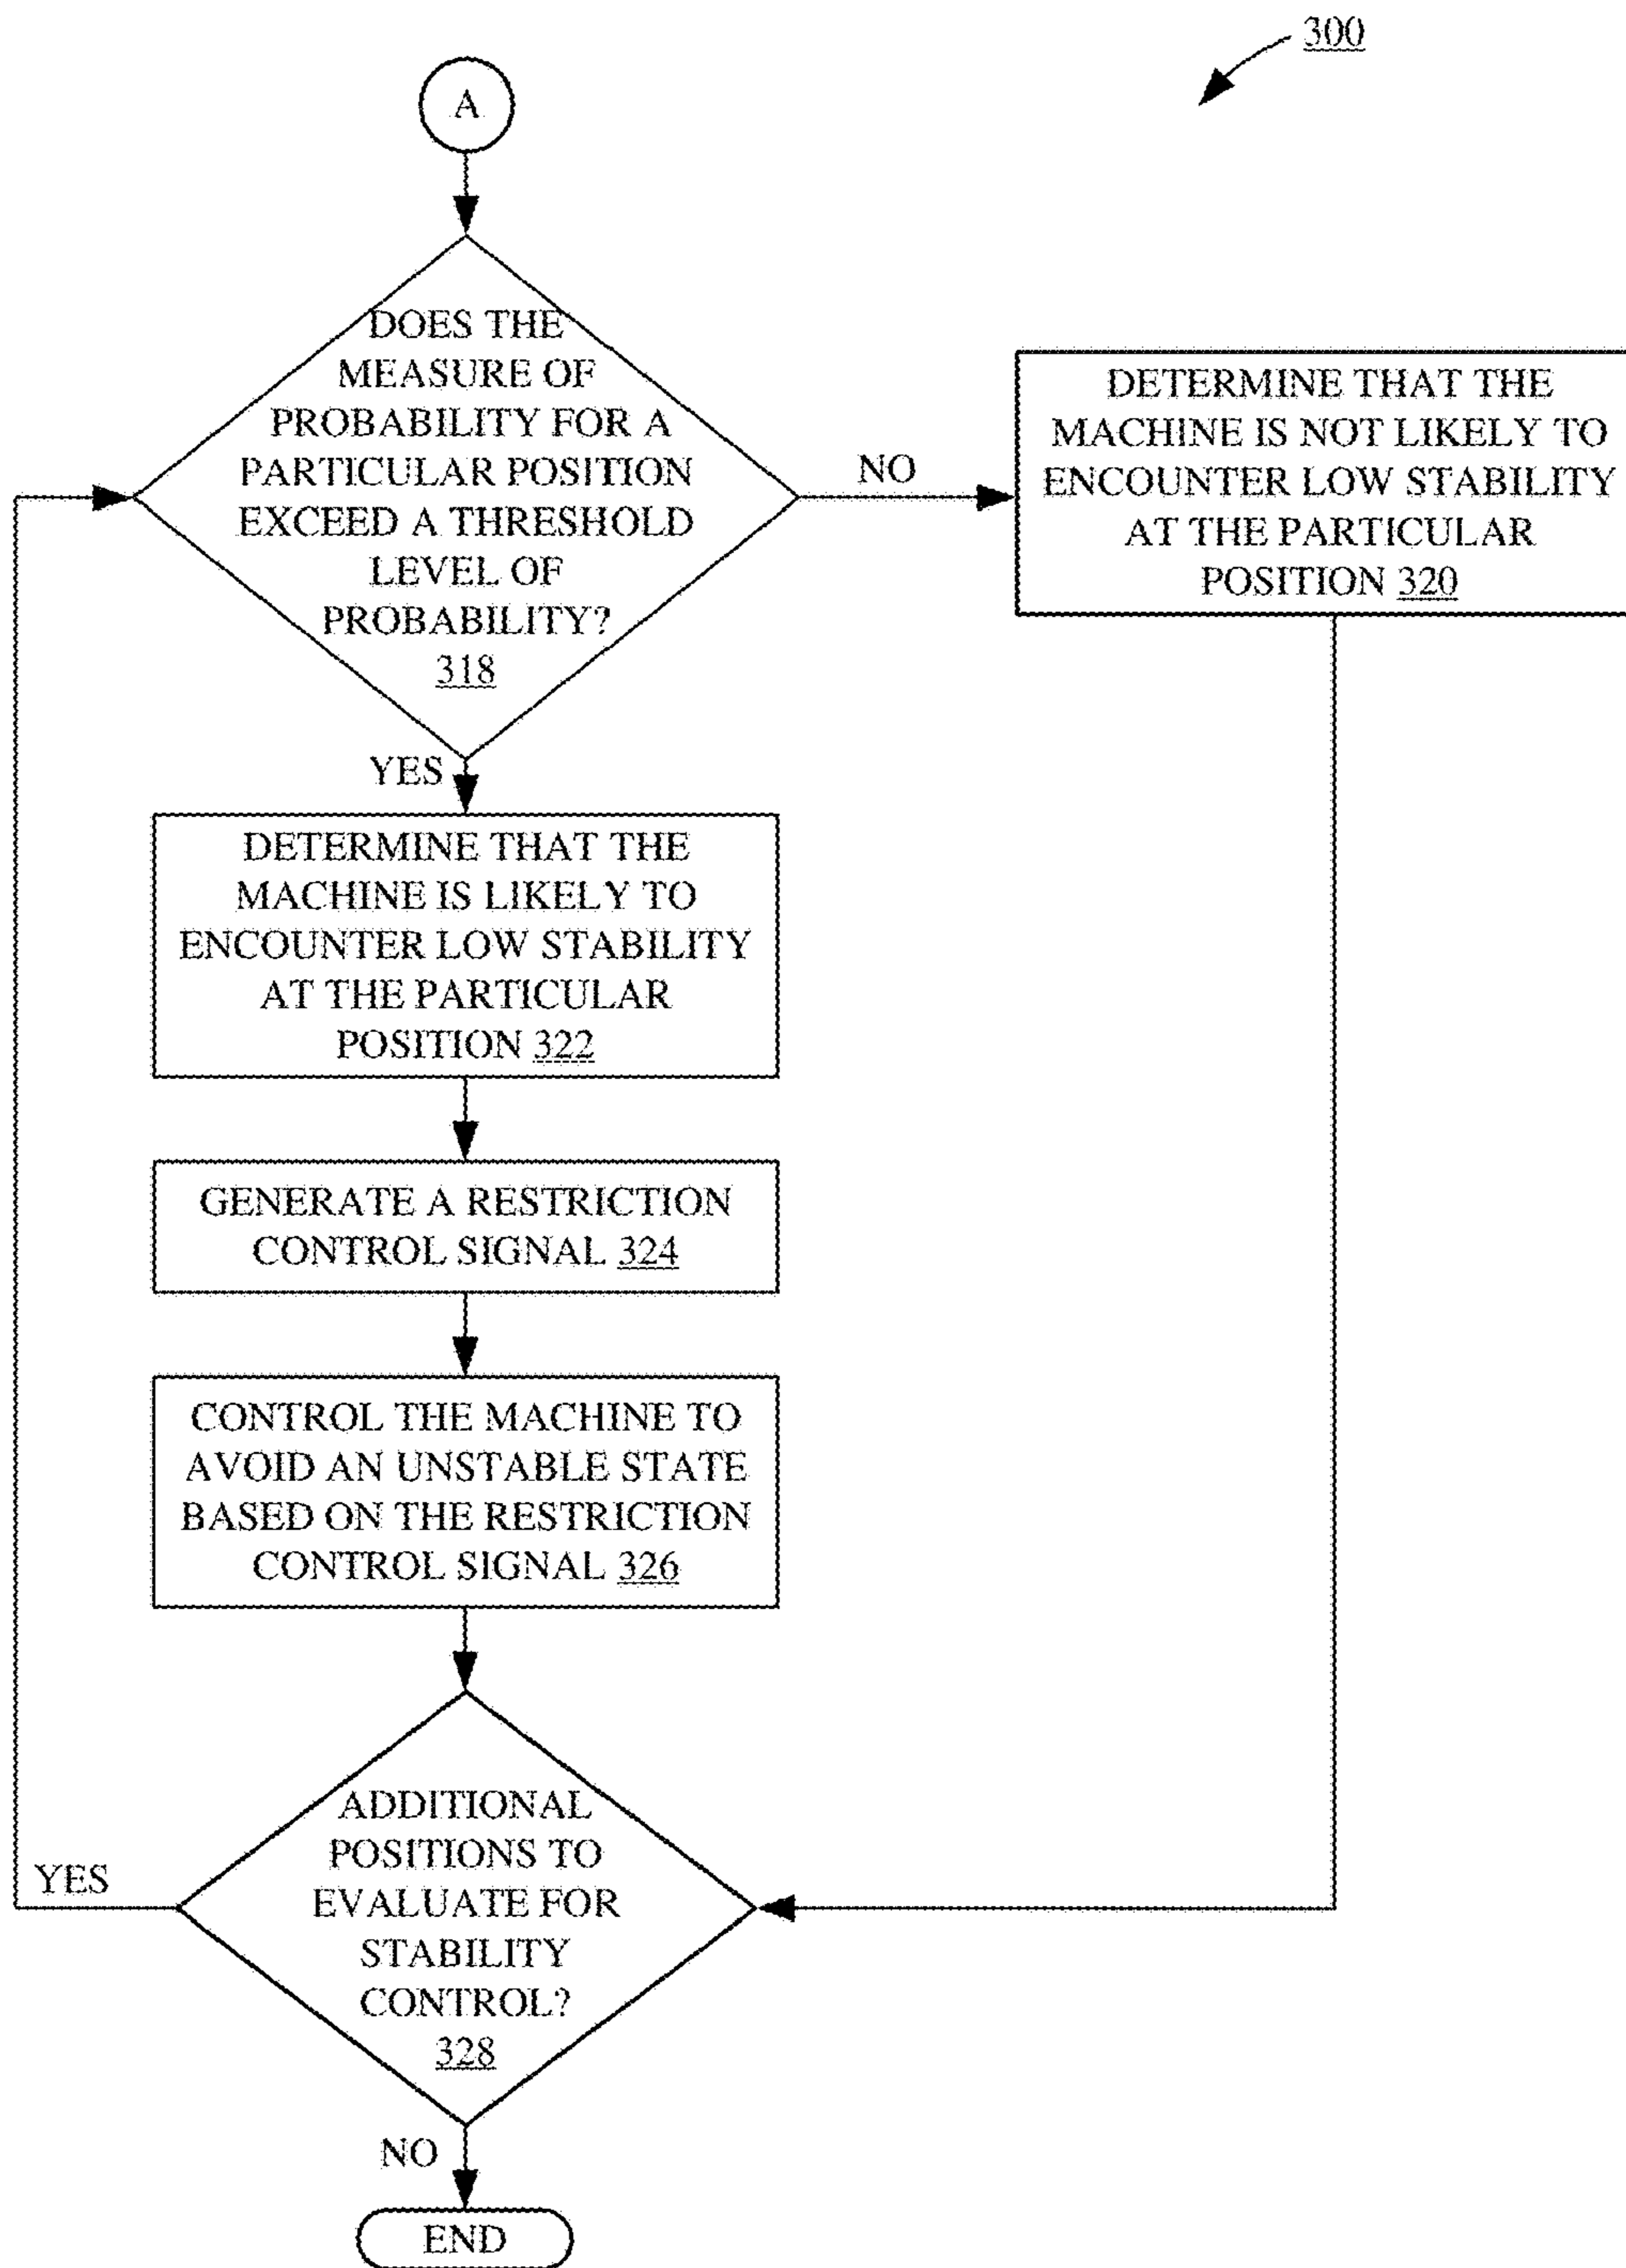 300
A
DOES THE
MEASURE OF
PROBABILITY FOR A
PARTICULAR POSITION
EXCEED A THRESHOLD
LEVEL OF
PROBABILITY?
318
NO
DETERMINE THAT THE
MACHINE IS NOT LIKELY TO
ENCOUNTER LOW STABILITY
AT THE PARTICULAR
POSITION 320
YES
DETERMINE THAT THE
MACHINE IS LIKELY TO
ENCOUNTER LOW STABILITY
AT THE PARTICULAR
POSITION 322
GENERATE A RESTRICTION
CONTROL SIGNAL 324
CONTROL THE MACHINE TO
AVOID AN UNSTABLE STATE
BASED ON THE RESTRICTION
CONTROL SIGNAL 326
ADDITIONAL
POSITIONS TO
EVALUATE FOR
STABILITY
CONTROL?
328
YES
NO
END